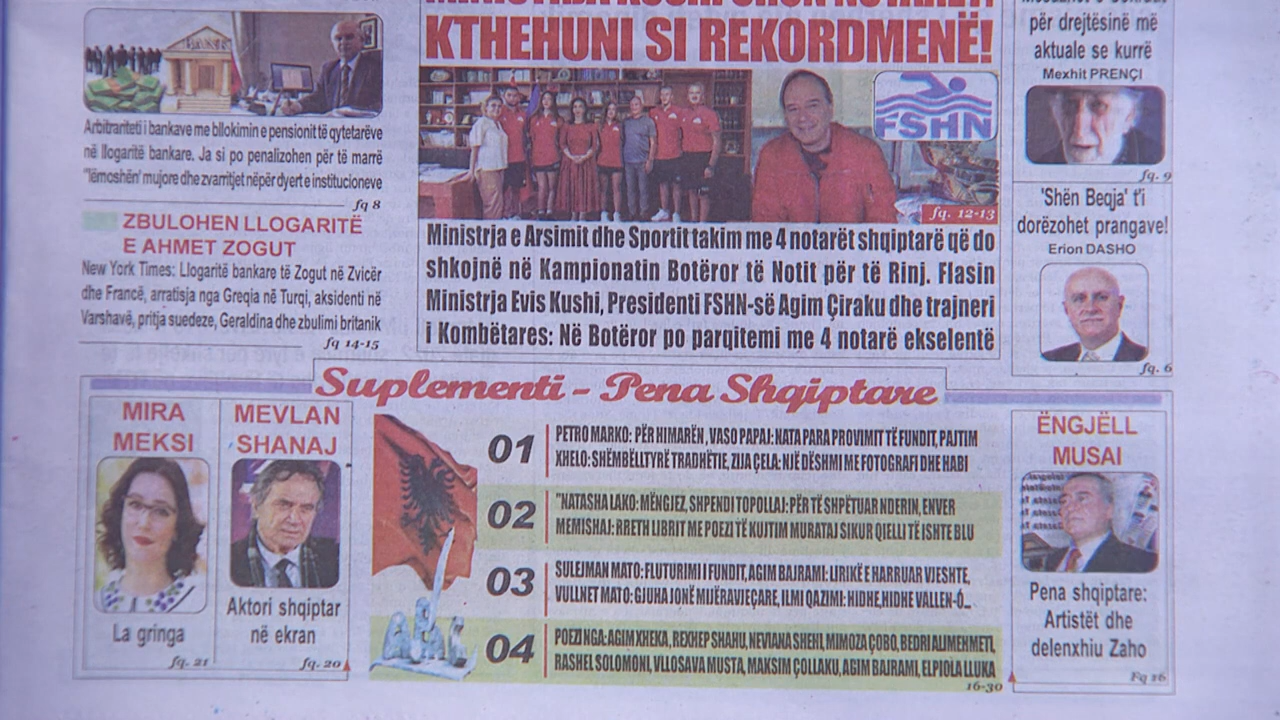 KTHEHUNI SI REKORDMENË!
FSHN
fq. 12-13
Ministrja e Arsimit dhe Sportit takim me 4 notarët shqiptarë që do
shkojnë në Kampionatin Botëror të Notit për të Rinj. Flasin
Ministrja Evis Kushi, Presidenti FSHN-së Agim Çiraku dhe trajneri
i Kombëtares: Në Botëror po parqitemi me 4 notarë ekselentë
Arbitrariteti i bankave me bllokimin e pensionit të qytetarëve
në llogaritë bankare. Ja si po penalizohen për të marrë
"lëmoshën' mujore dhe zvarritjet nëpër dyert e institucioneve
fq 8
ZBULOHEN LLOGARITË
E AHMET ZOGUT
New York Times: Llogaritë bankare të Zogut në Zvicër
dhe Francë, arratisja nga Greqia në Turqi, aksidenti në
Varshavë, pritja suedeze, Geraldina dhe zbulimi britanik
fq 14-15
për drejtësinë më
aktuale se kurrë
Mexhit PRENÇI
fq. 9
'Shën Beqja' t'i
dorëzohet prangave!
Erion DASHO
fq. 6
Suplementi - Pena Shqiptare
MIRA
MEKSI
La gringa
fq. 21
MEVLAN
SHANAJ
Aktori shqiptar
në ekran
fq. 20
01
PETRO MARKO: PËR HIMARËN, VASO PAPAJ: NATA PARA PROVIMIT TË FUNDIT, PAJTIM
XHELO: SHËMBËLLTYRË TRADHËTIE, ZIJA ÇELA: NJË DËSHMI ME FOTOGRAFI DHE HABI
02
"NATASHA LAKO: MËNGJEZ, SHPENDI TOPOLLAJ: PËR TË SHPËTUAR NDERIN, ENVER
MEMISHAJ: RRETH LIBRIT ME POEZI TË KUJTIM MURATAJ SIKUR QIELLI TË ISHTE BLU
03
SULEJMAN MATO: FLUTURIMI I FUNDIT, AGIM BAJRAMI: LIRIKË E HARRUAR VJESHTE,
VULLNET MATO: GJUHA JONË MIJËRAVJEÇARE, ILMI QAZIMI: HIDHE,HIDHE VALLEN-Ó...
04
POEZI NGA: AGIM XHEKA, REXHEP SHAHU, NEVIANA SHEHI, MIMOZA ÇOBO, BEDRI ALIMEHMETI,
RASHEL SOLOMONI, VLLOSAVA MUSTA, MAKSIM ÇOLLAKU, AGIM BAJRAMI, ELPIOLA LLUKA
16-30
ËNGJËLL
MUSAI
Pena shqiptare:
Artistët dhe
delenxhiu Zaho
Fq 16